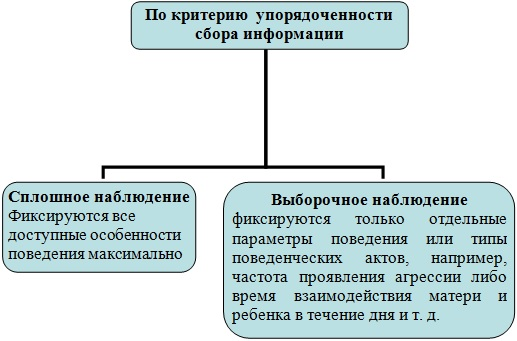 По критерию упорядоченности
сбора информации
Сплошное наблюдение
Фиксируются все
доступные особенности
поведения максимально
Выборочное наблюдение
фиксируются только отдельные
параметры поведения или типы
поведенческих актов, например,
частота проявления агрессии либо
время взаимодействия матери и
ребенка в течение дня и т. д.